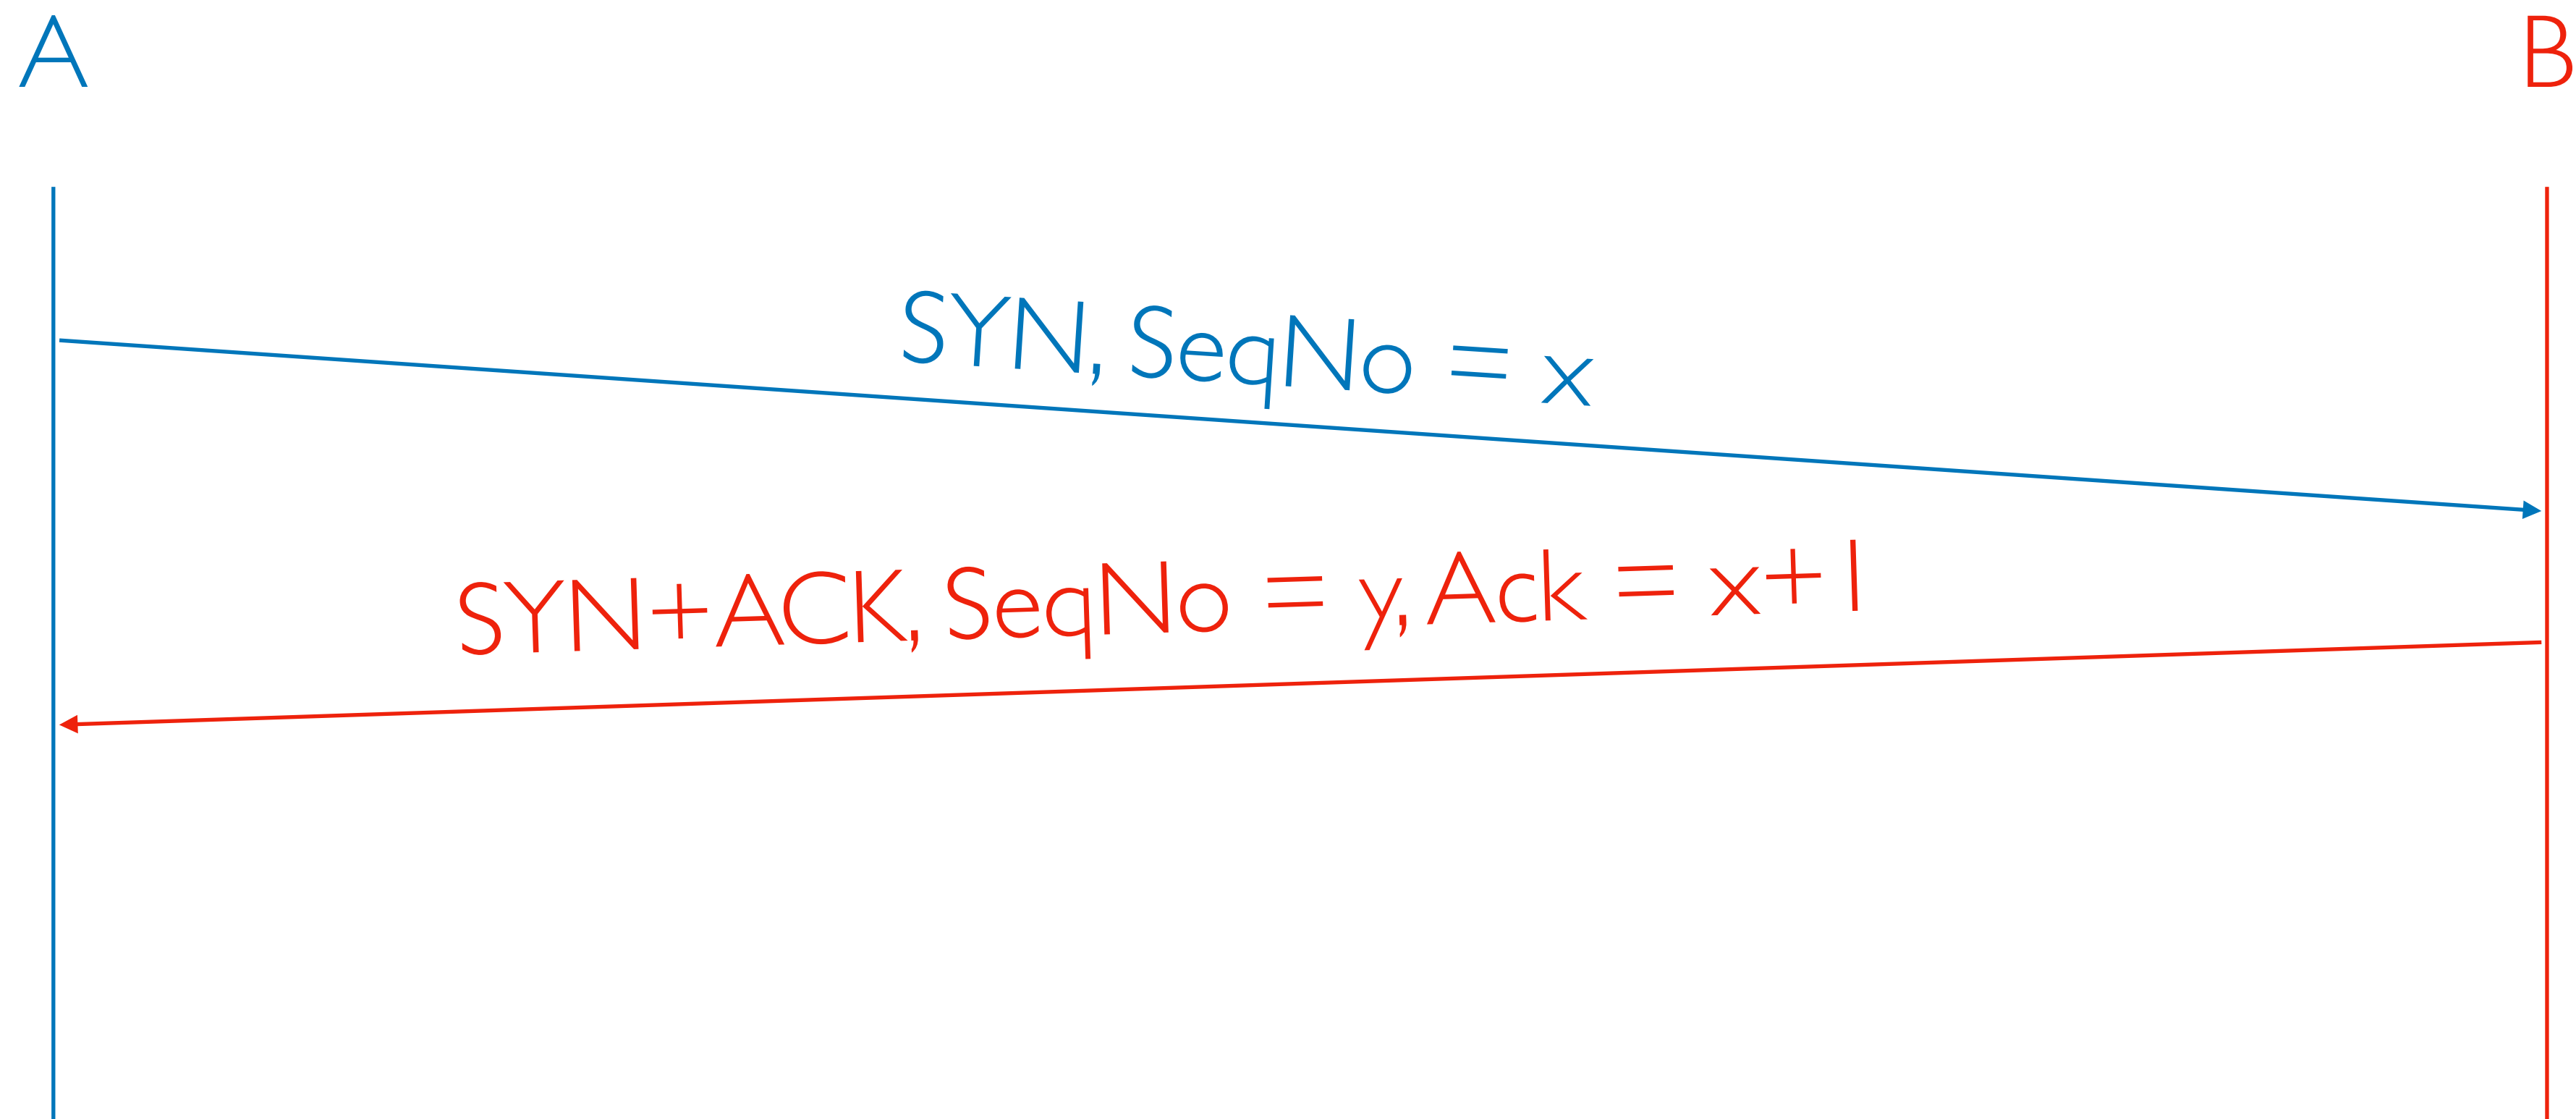 A
B
SYN, SeqNo = x
SYN+ACK, SeqNo = y, Ack = x+1